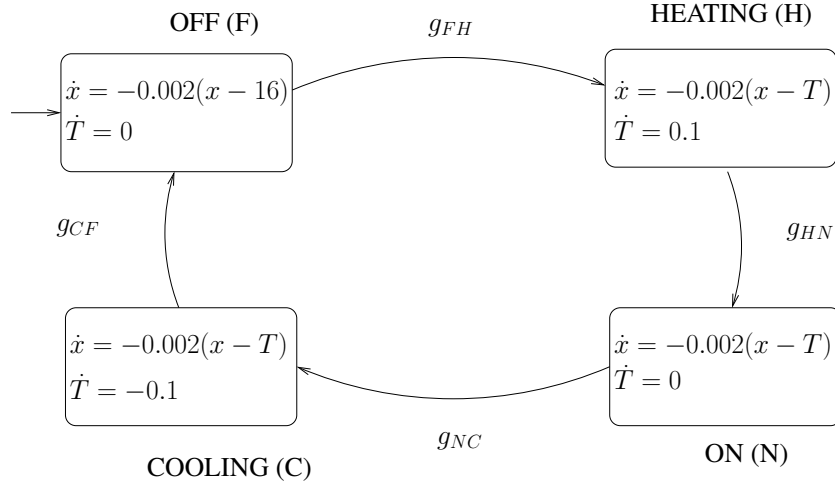 OFF (F)
ẋ = −0.002(x − 16)
Ṫ = 0
g_{FH}
HEATING (H)
ẋ = −0.002(x − T)
Ṫ = 0.1
g_{HN}
ẋ = −0.002(x − T)
Ṫ = 0
ON (N)
g_{NC}
ẋ = −0.002(x − T)
Ṫ = −0.1
COOLING (C)
g_{CF}